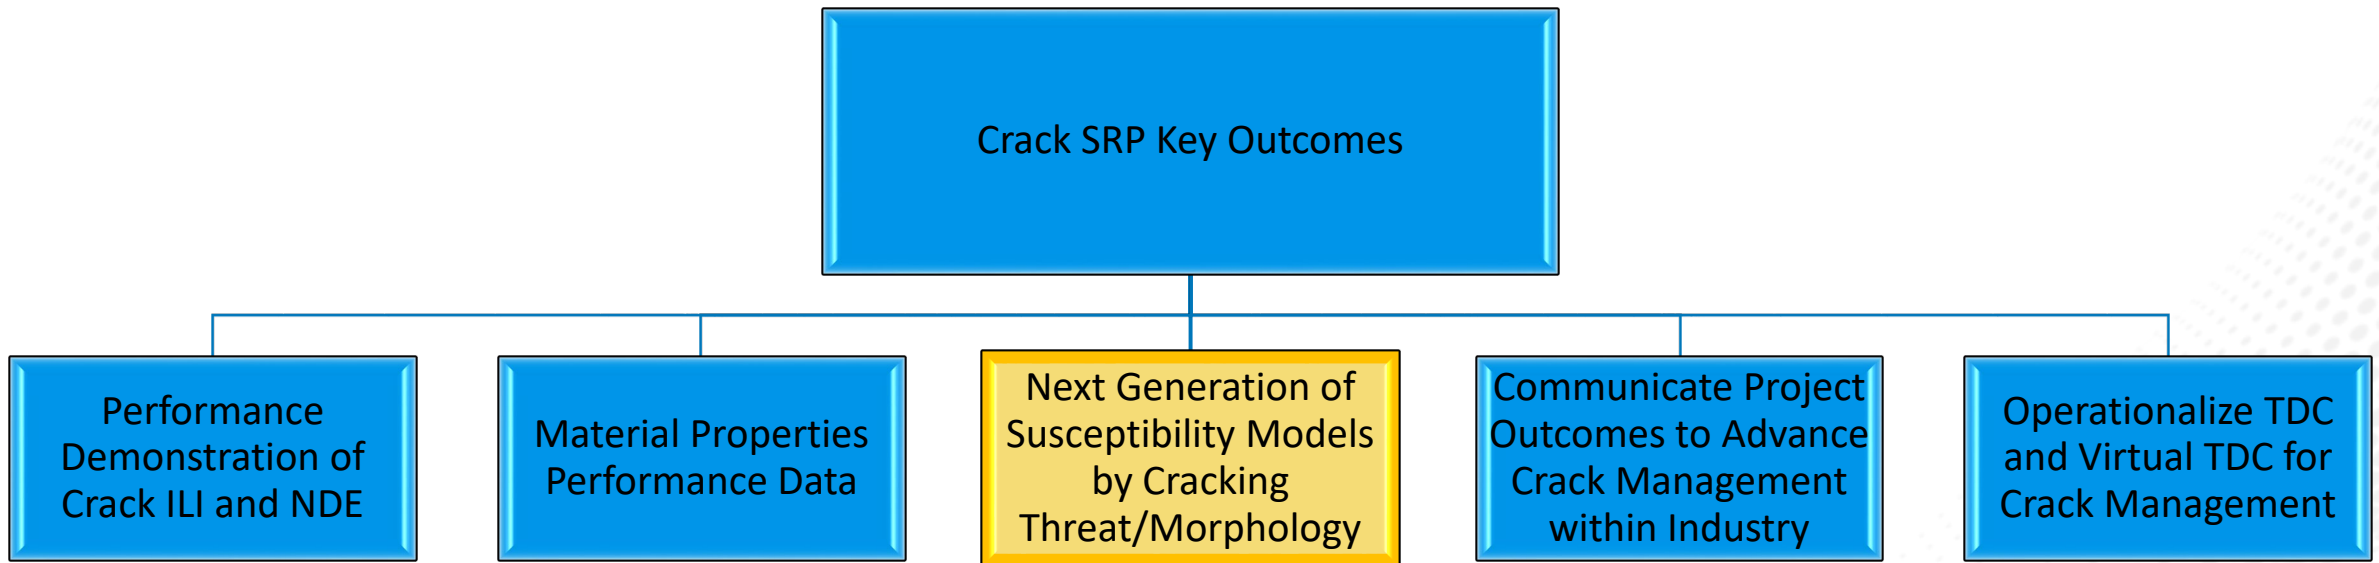 Crack SRP Key Outcomes
Performance
Demonstration of
Crack ILI and NDE
Material Properties
Performance Data
Next Generation of
Susceptibility Models
by Cracking
Threat/Morphology
Communicate Project
Outcomes to Advance
Crack Management
within Industry
Operationalize TDC
and Virtual TDC for
Crack Management